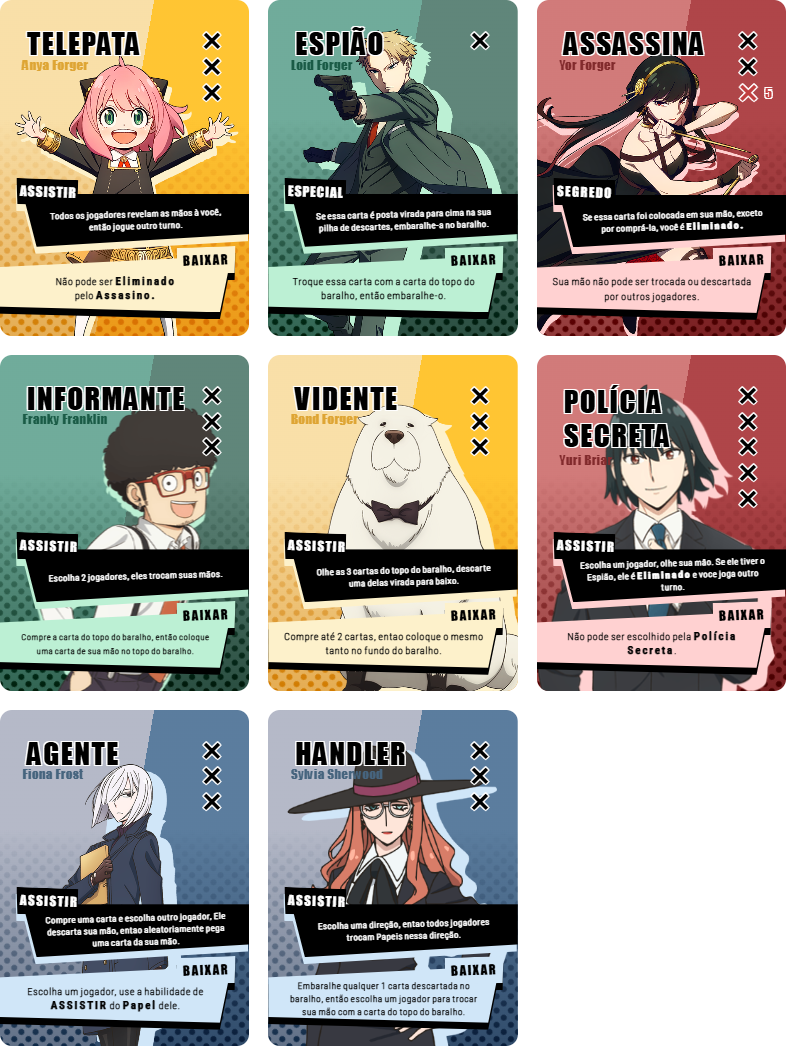 TELEPATA
Anya Forger
ASSISTIR
Todos os jogadores revelam as mãos à você,
então jogue outro turno.
BAIXAR
Não pode ser Eliminado
pelo Assasino.
ESPIÃO
Loid Forger
ESPECIAL
Se essa carta é posta virada para cima na sua
pilha de descartes, embaralhe-a no baralho.
BAIXAR
Troque essa carta com a carta do topo do
baralho, então embaralhe-o.
ASSASSINA
Yor Forger
5
SEGREDO
Se essa carta foi colocada em sua mão, exceto
por comprá-la, você é Eliminado.
BAIXAR
Sua mão não pode ser trocada ou descartada
por outros jogadores.
INFORMANTE
Franky Franklin
ASSISTIR
Escolha 2 jogadores, eles trocam suas mãos.
BAIXAR
Compre a carta do topo do baralho, então coloque
uma carta de sua mão no topo do baralho.
VIDENTE
Bond Forger
ASSISTIR
Olhe as 3 cartas do topo do baralho, descarte
uma delas virada para baixo.
BAIXAR
Compre até 2 cartas, entao coloque o mesmo
tanto no fundo do baralho.
POLÍCIA
SECRETA
Yuri Briar
ASSISTIR
Escolha um jogador, olhe sua mão. Se ele tiver o
Espião, ele é Eliminado e voce joga outro
turno.
BAIXAR
Não pode ser escolhido pela Polícia
Secreta.
AGENTE
Fiona Frost
ASSISTIR
Compre uma carta e escolha outro jogador, Ele
descarta sua mão, entao aleatoriamente pega
uma carta da sua mão.
BAIXAR
Escolha um jogador, use a habilidade de
ASSISTIR do Papel dele.
HANDLER
Sylvia Sherwood
ASSISTIR
Escolha uma direção, entao todos jogadores
trocam Papeis nessa direção.
BAIXAR
Embaralhe qualquer 1 carta descartada no
baralho, então escolha um jogador para trocar
sua mão com a carta do topo do baralho.